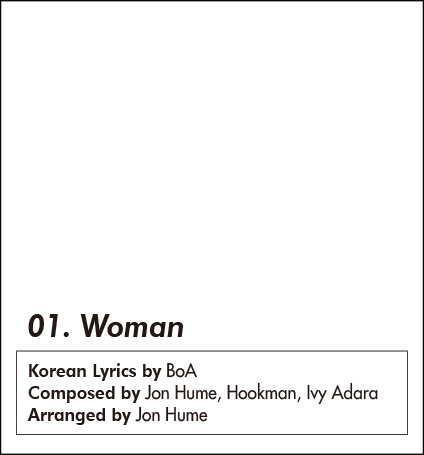 01. Woman
Korean Lyrics by BoA
Composed by Jon Hume, Hookman, Ivy Adara
Arranged by Jon Hume